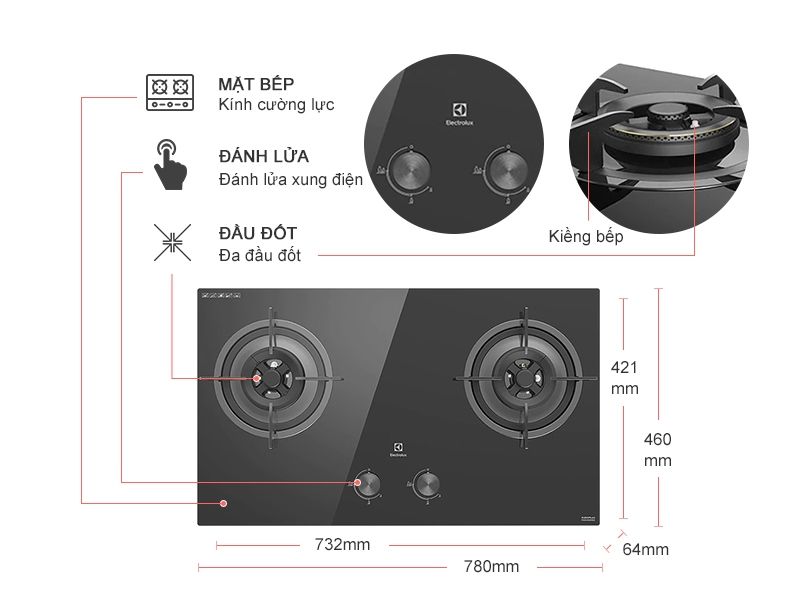 MẶT BẾP
Kính cường lực
ĐÁNH LỬA
Đánh lửa xung điện
ĐẦU ĐỐT
Đa đầu đốt
Electrolux
Kiềng bếp
Electrolux
421
mm
460
mm
732mm
64mm
780mm